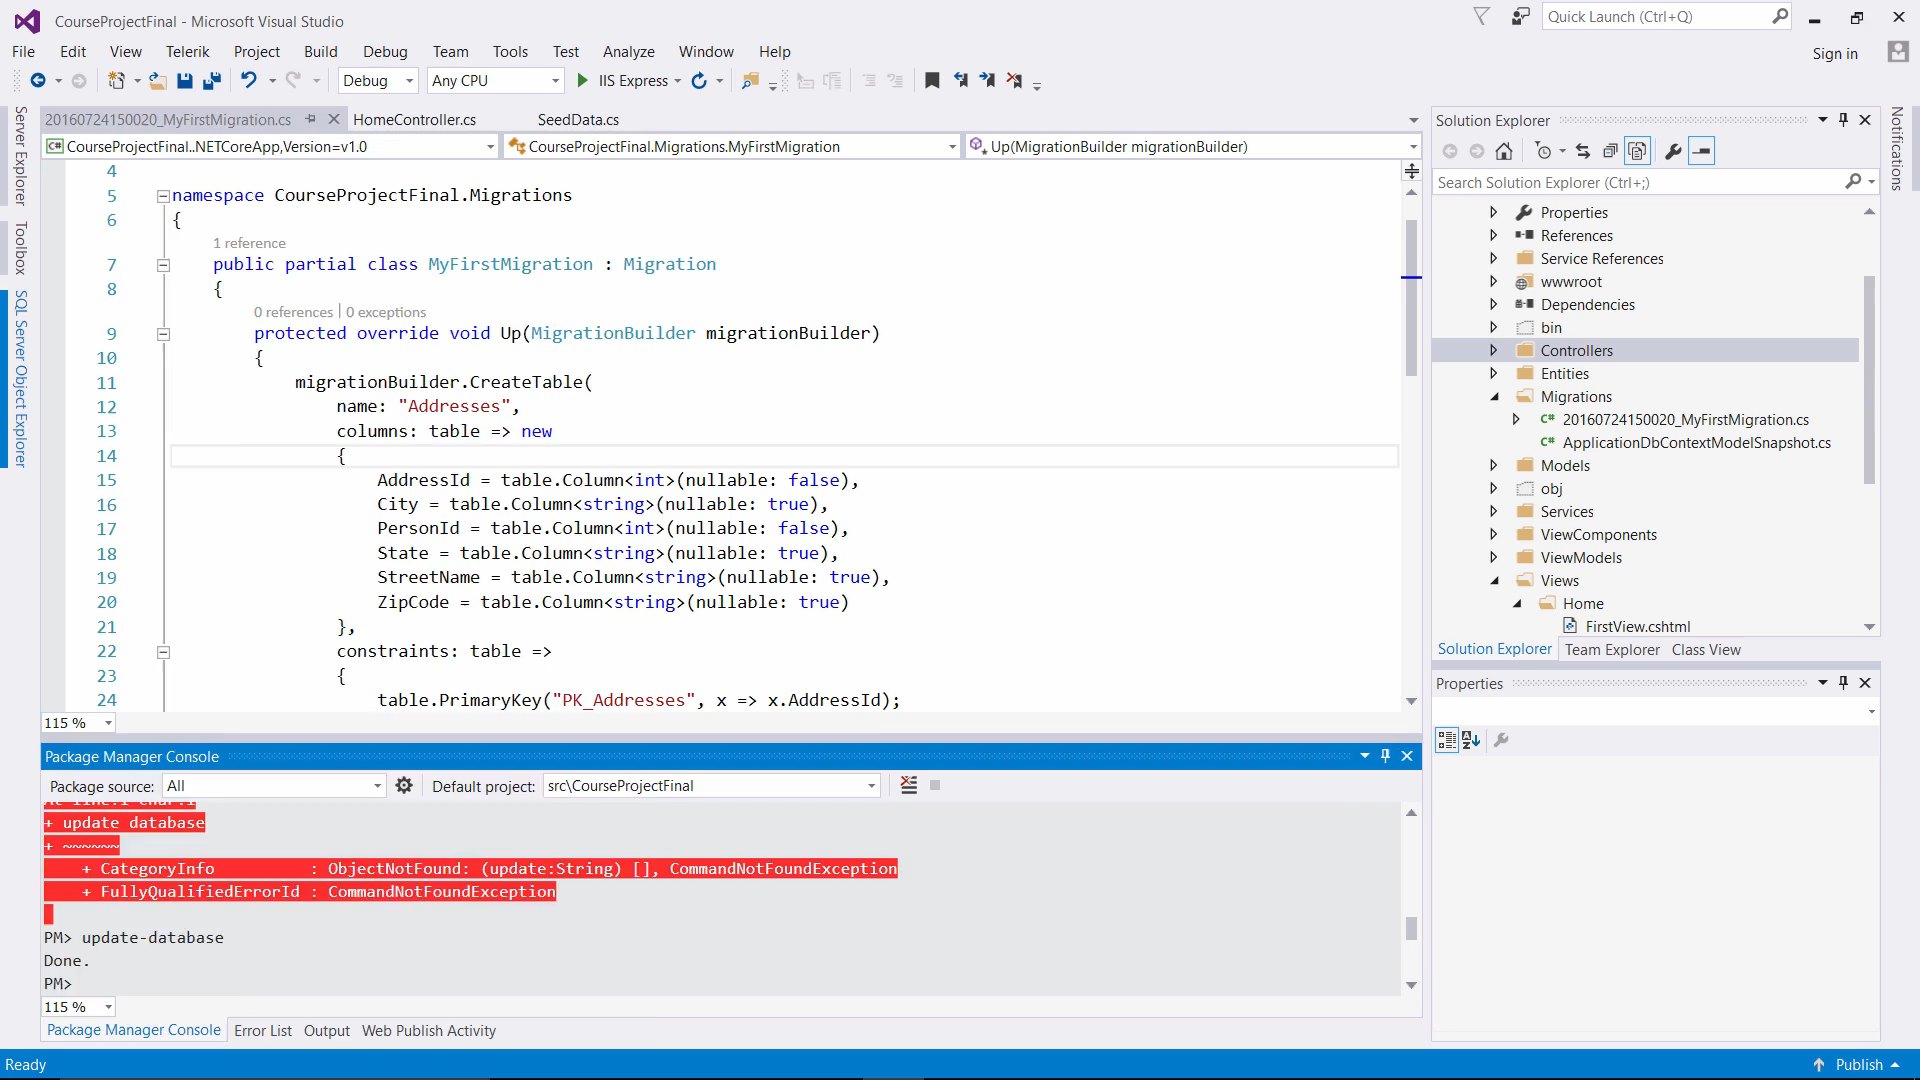 CourseProjectFinal - Microsoft Visual Studio
Quick Launch (Ctrl+Q)
File Edit View Telerik Project Build Debug Team Tools Test Analyze Window Help
Sign in
Debug Any CPU IIS Express
Server Explorer
Toolbox
SQL Server Object Explorer
20160724150020_MyFirstMigration.cs HomeController.cs SeedData.cs
CourseProjectFinal..NETCoreApp,Version=v1.0 CourseProjectFinal.Migrations.MyFirstMigration Up(MigrationBuilder migrationBuilder)
4
5 namespace CourseProjectFinal.Migrations
6 {
1 reference
7 public partial class MyFirstMigration : Migration
8 {
0 references | 0 exceptions
9 protected override void Up(MigrationBuilder migrationBuilder)
10 {
11 migrationBuilder.CreateTable(
12 name: "Addresses",
13 columns: table => new
14 {
15 AddressId = table.Column<int>(nullable: false),
16 City = table.Column<string>(nullable: true),
17 PersonId = table.Column<int>(nullable: false),
18 State = table.Column<string>(nullable: true),
19 StreetName = table.Column<string>(nullable: true),
20 ZipCode = table.Column<string>(nullable: true)
21 },
22 constraints: table =>
23 {
24 table.PrimaryKey("PK_Addresses", x => x.AddressId);
115 %
Package Manager Console
Package source: All Default project: src\CourseProjectFinal
At line:1 char:1
+ update database
+ ~~~~~~
+ CategoryInfo : ObjectNotFound: (update:String) [], CommandNotFoundException
+ FullyQualifiedErrorId : CommandNotFoundException
PM> update-database
Done.
PM>
115 %
Package Manager Console Error List Output Web Publish Activity
Solution Explorer
Search Solution Explorer (Ctrl+;)
Properties
References
Service References
wwwroot
Dependencies
bin
Controllers
Entities
Migrations
C# 20160724150020_MyFirstMigration.cs
C# ApplicationDbContextModelSnapshot.cs
Models
obj
Services
ViewComponents
ViewModels
Views
Home
FirstView.cshtml
Solution Explorer Team Explorer Class View
Properties
Notifications
Ready
Publish